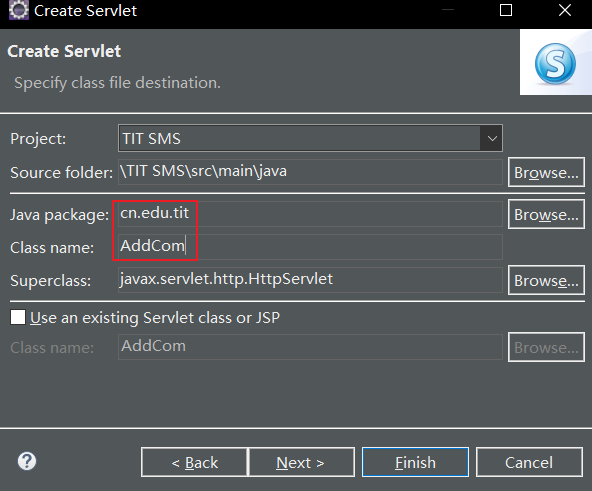 Create Servlet
Create Servlet
Specify class file destination.
S
Project: TIT SMS
Source folder: \TIT SMS\src\main\java Browse...
Java package: cn.edu.tit Browse...
Class name: AddCom
Superclass: javax.servlet.http.HttpServlet Browse...
Use an existing Servlet class or JSP
Class name: AddCom Browse...
? < Back Next > Finish Cancel